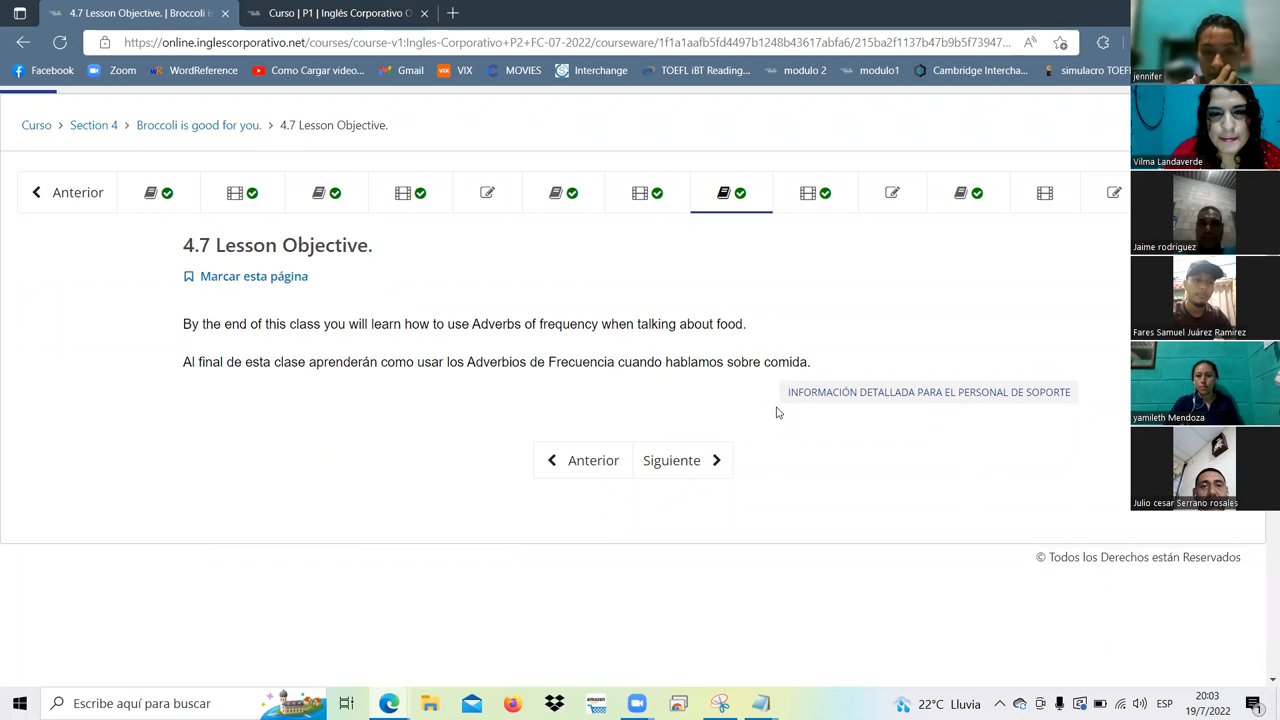 4.7 Lesson Objective. | Broccoli is
Curso | P1 | Inglés Corporativo O
https://online.inglescorporativo.net/courses/course-v1:Ingles-Corporativo+P2+FC-07-2022/courseware/1f1a1aafb5fd4497b1248b43617abfa6/215ba2f1137b47b9b5f73947...
Facebook Zoom WordReference Como Cargar video... Gmail VIX MOVIES Interchange TOEFL iBT Reading... modulo 2 modulo1 Cambridge Intercha... simulacro TOEFL
Curso > Section 4 > Broccoli is good for you. > 4.7 Lesson Objective.
Anterior
4.7 Lesson Objective.
Marcar esta página
By the end of this class you will learn how to use Adverbs of frequency when talking about food.
Al final de esta clase aprenderán como usar los Adverbios de Frecuencia cuando hablamos sobre comida.
INFORMACIÓN DETALLADA PARA EL PERSONAL DE SOPORTE
Anterior Siguiente
© Todos los Derechos están Reservados
jennifer
Vilma Landaverde
Jaime rodriguez
Fares Samuel Juárez Ramirez
yamileth Mendoza
Julio cesar Serrano rosales
Escribe aquí para buscar
22°C Lluvia
ESP
20:03
19/7/2022